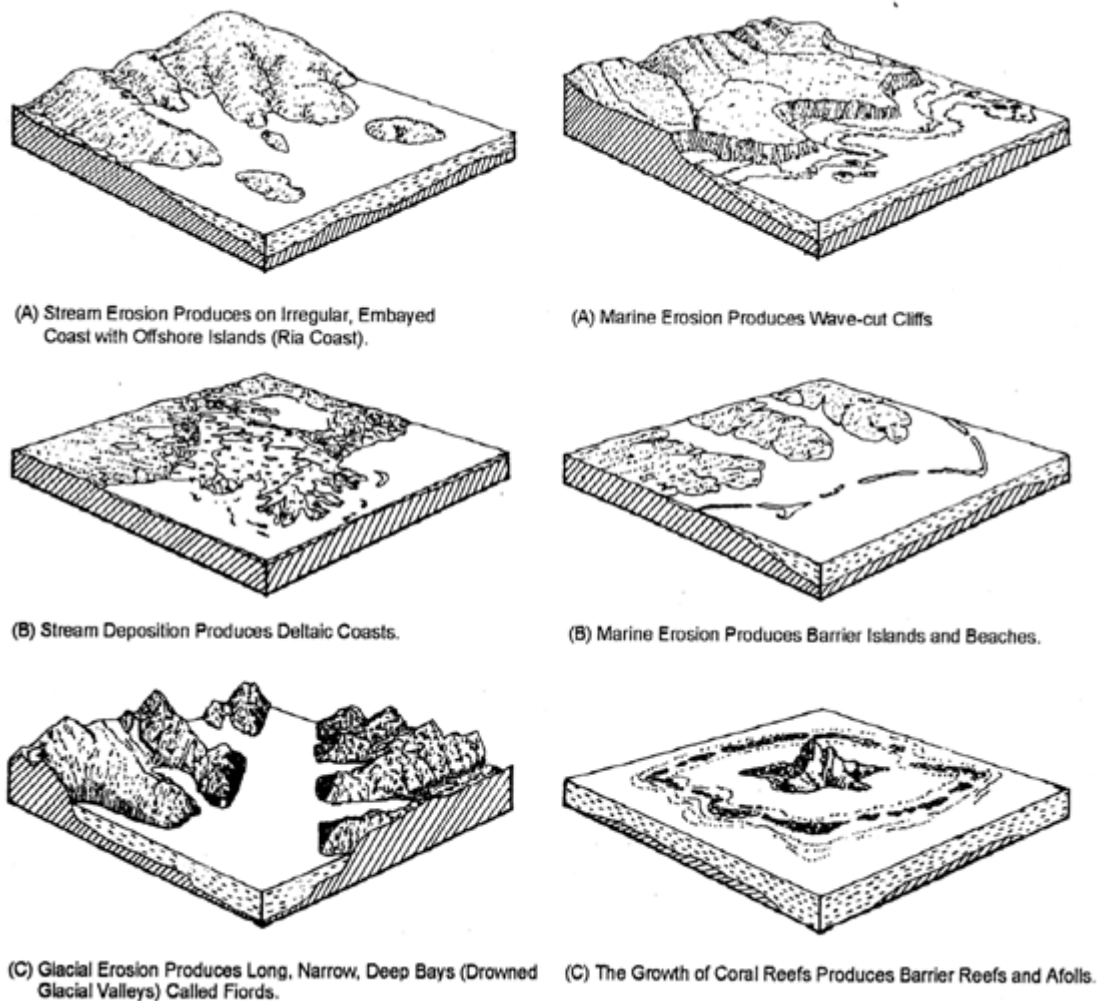 (A) Stream Erosion Produces on Irregular, Embayed
Coast with Offshore Islands (Ria Coast).
(A) Marine Erosion Produces Wave-cut Cliffs
(B) Stream Deposition Produces Deltaic Coasts.
(B) Marine Erosion Produces Barrier Islands and Beaches.
(C) Glacial Erosion Produces Long, Narrow, Deep Bays (Drowned
Glacial Valleys) Called Fiords.
(C) The Growth of Coral Reefs Produces Barrier Reefs and Afolls.